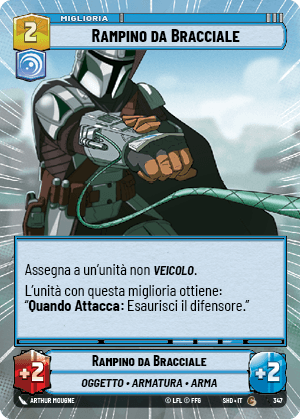 2
MIGLIORIA
RAMPINO DA BRACCIALE
Assegna a un'unità non VEICOLO.
L'unità con questa miglioria ottiene:
“Quando Attacca: Esaurisci il difensore.”
+2
RAMPINO DA BRACCIALE
+2
OGGETTO • ARMATURA • ARMA
ARTHUR MOUGNE
© LFL © FFG
SHD • IT
347